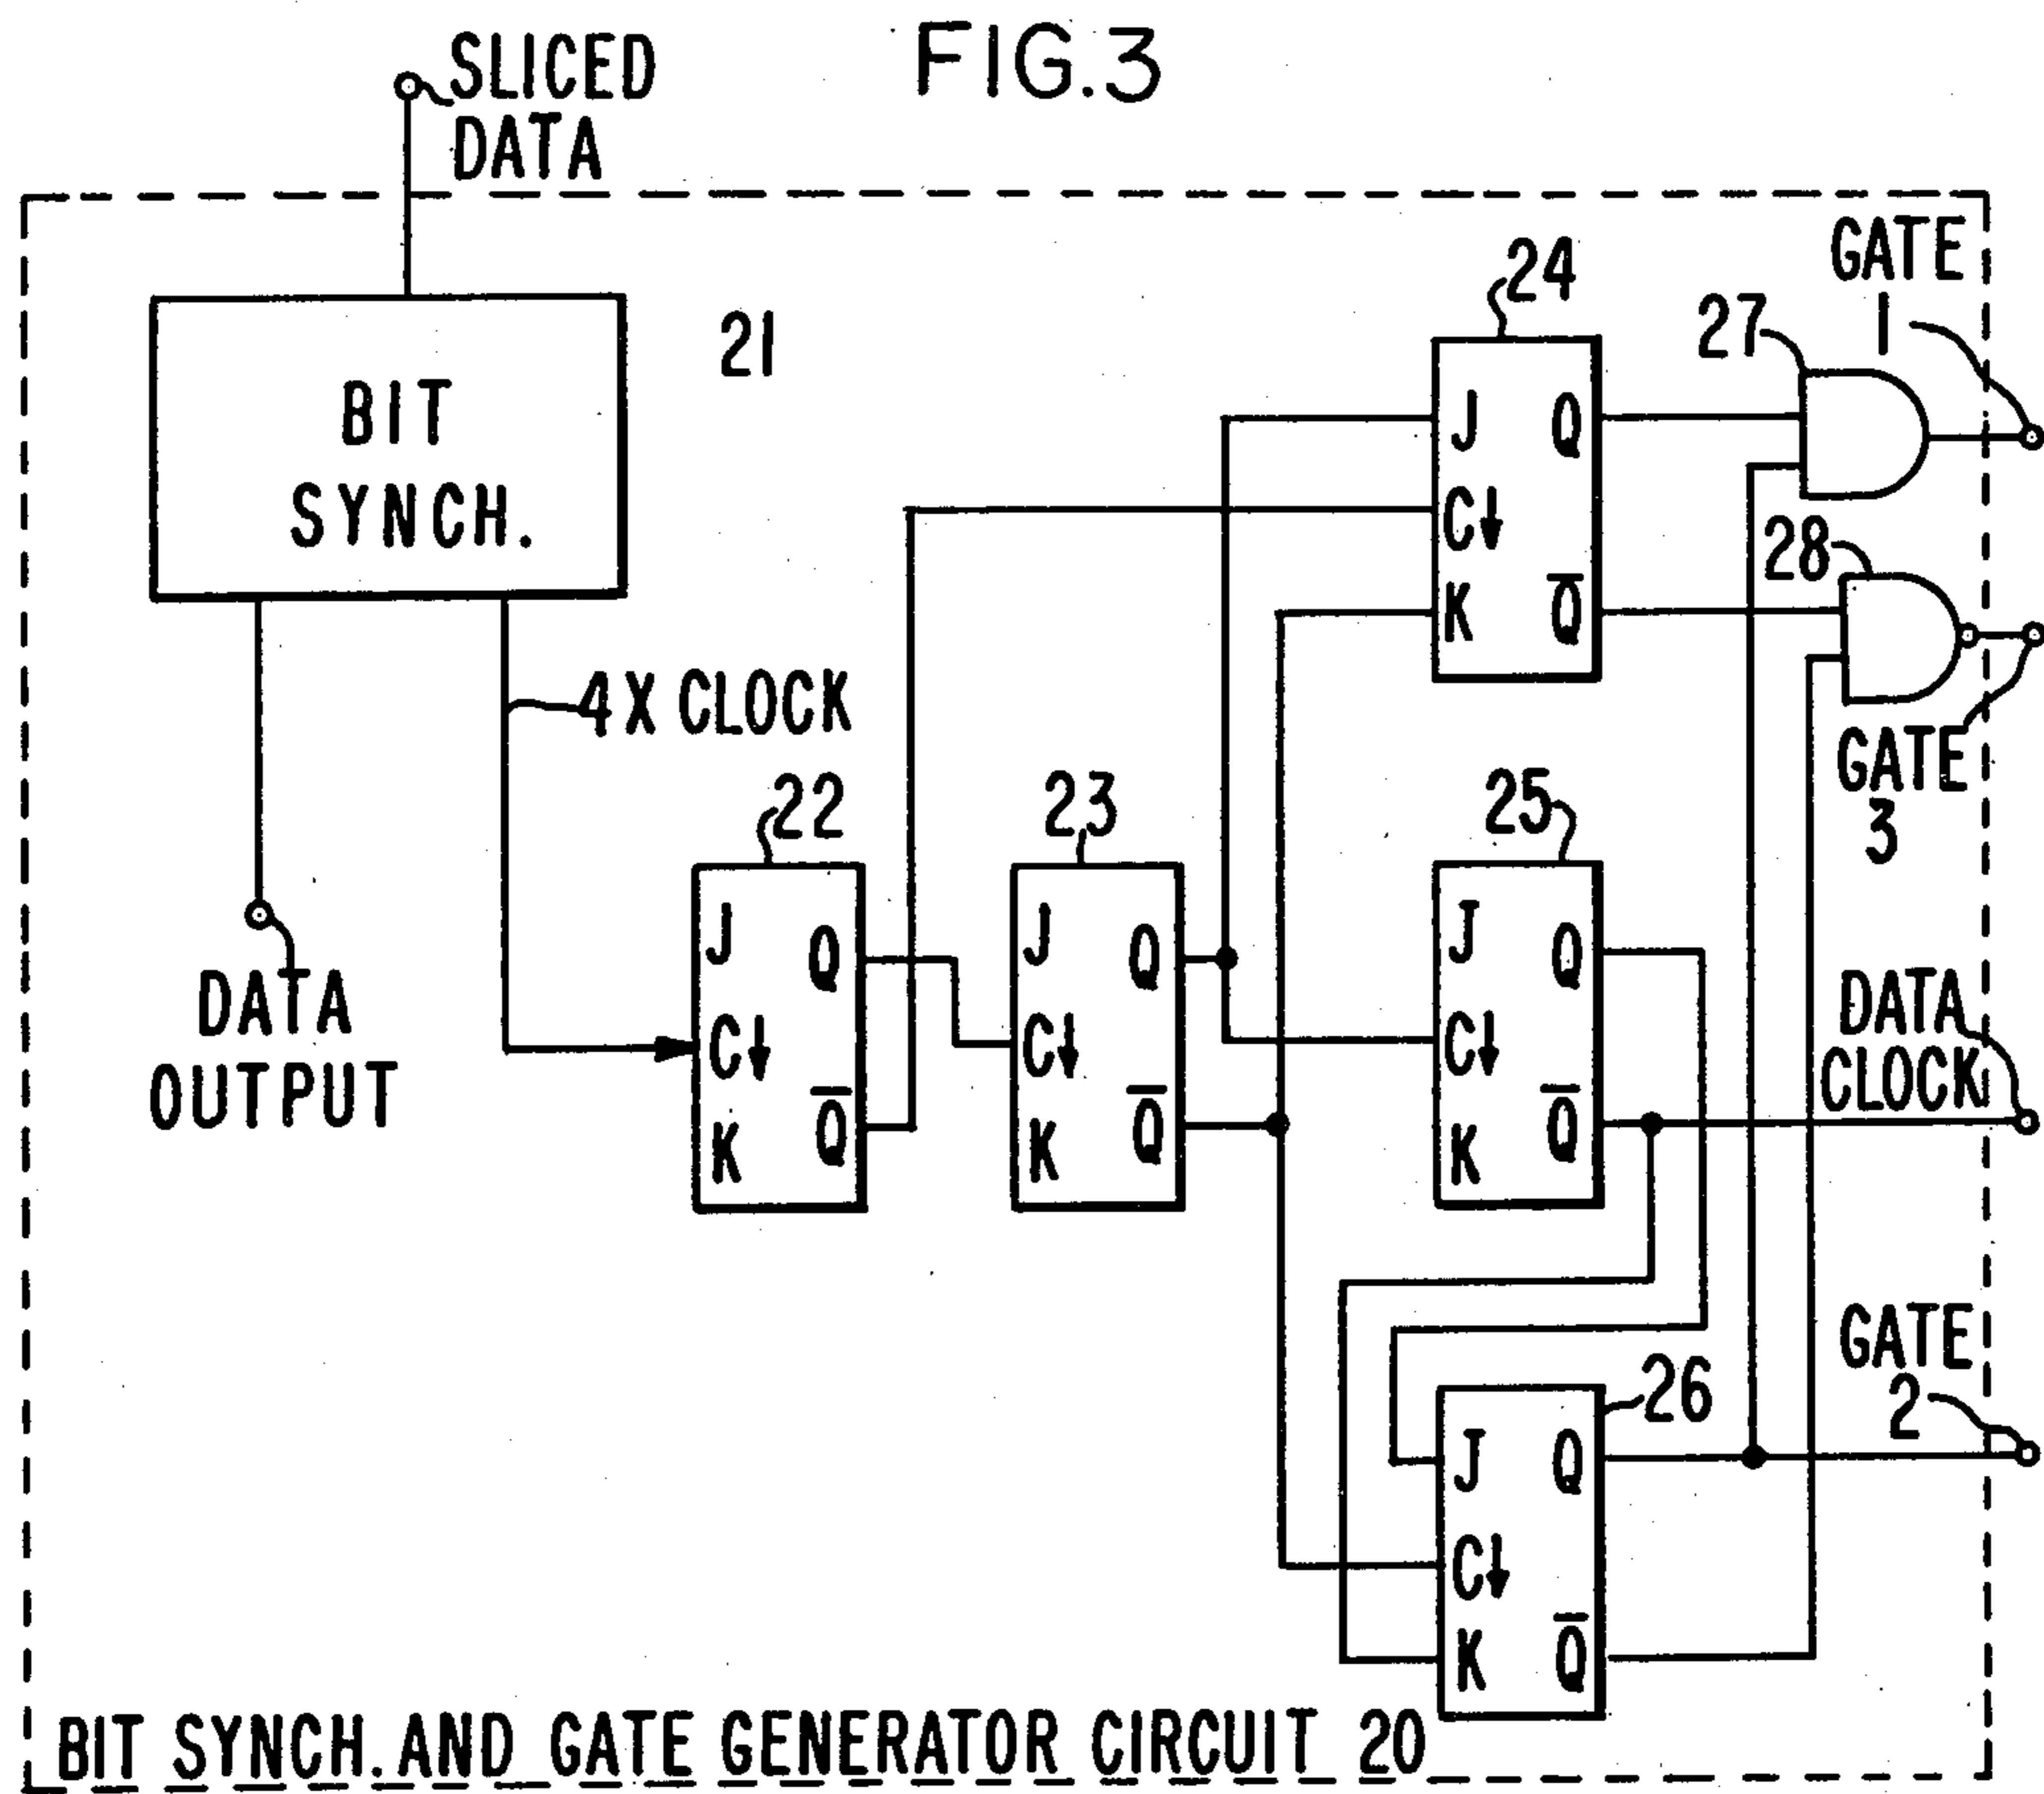 FIG.3
SLICED
DATA
BIT
SYNCH.
21
4X CLOCK
DATA
OUTPUT
22
J Q
C↓
K Q̅
23
J Q
C↓
K Q̅
24
J Q
C↓
K Q̅
25
J Q
C↓
K Q̅
26
J Q
C↓
K Q̅
27
GATE
1
28
GATE
3
DATA
CLOCK
GATE
2
BIT SYNCH. AND GATE GENERATOR CIRCUIT 20